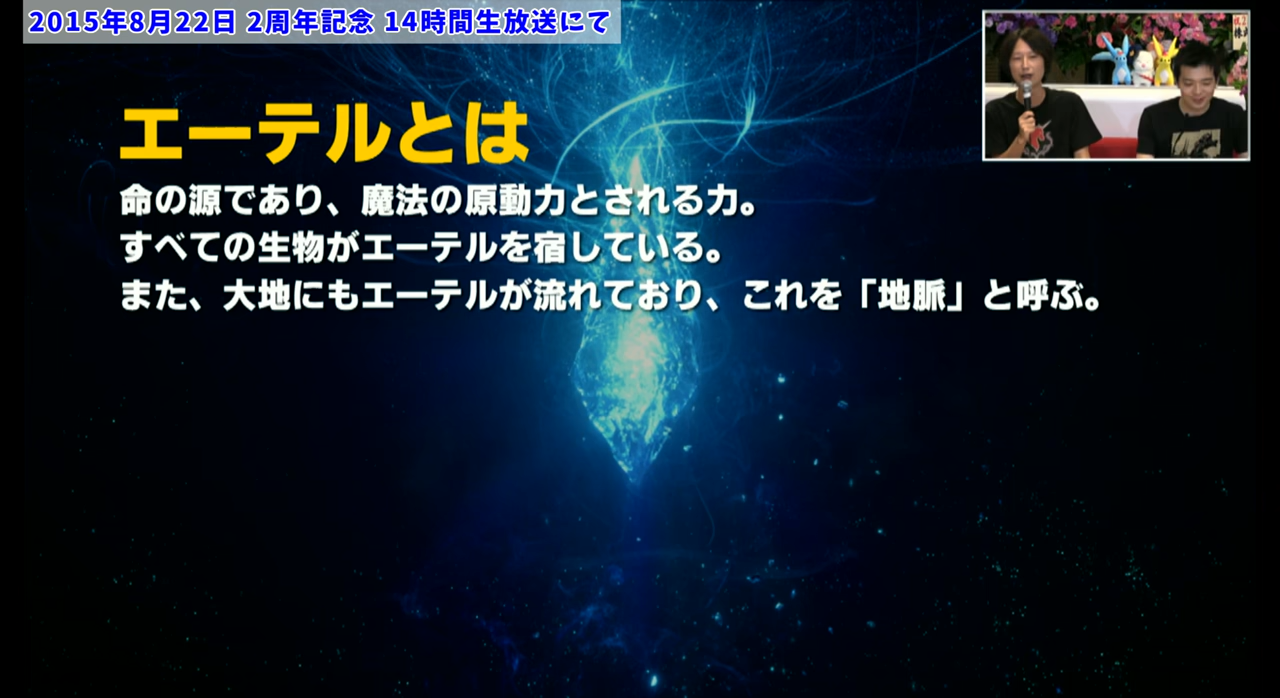 2015年8月22日 2周年記念 14時間生放送にて
エーテルとは
命の源であり、魔法の原動力とされる力。
すべての生物がエーテルを宿している。
また、大地にもエーテルが流れており、これを「地脈」と呼ぶ。